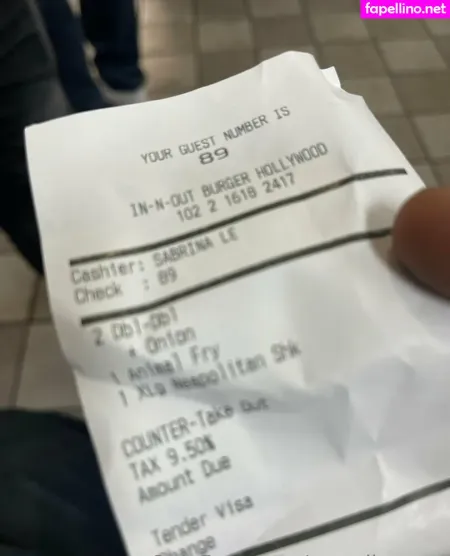 fapellino.net
YOUR GUEST NUMBER IS
89
IN-N-OUT BURGER HOLLYWOOD
102 2 1618 2417
Cashier: SABRINA LE
Check : 89
2 Dbl-Dbl
* Onion
1 Animal Fry
1 XLg Neapolitan Shk
COUNTER-Take Out
TAX 9.50%
Amount Due
Tender Visa
Change